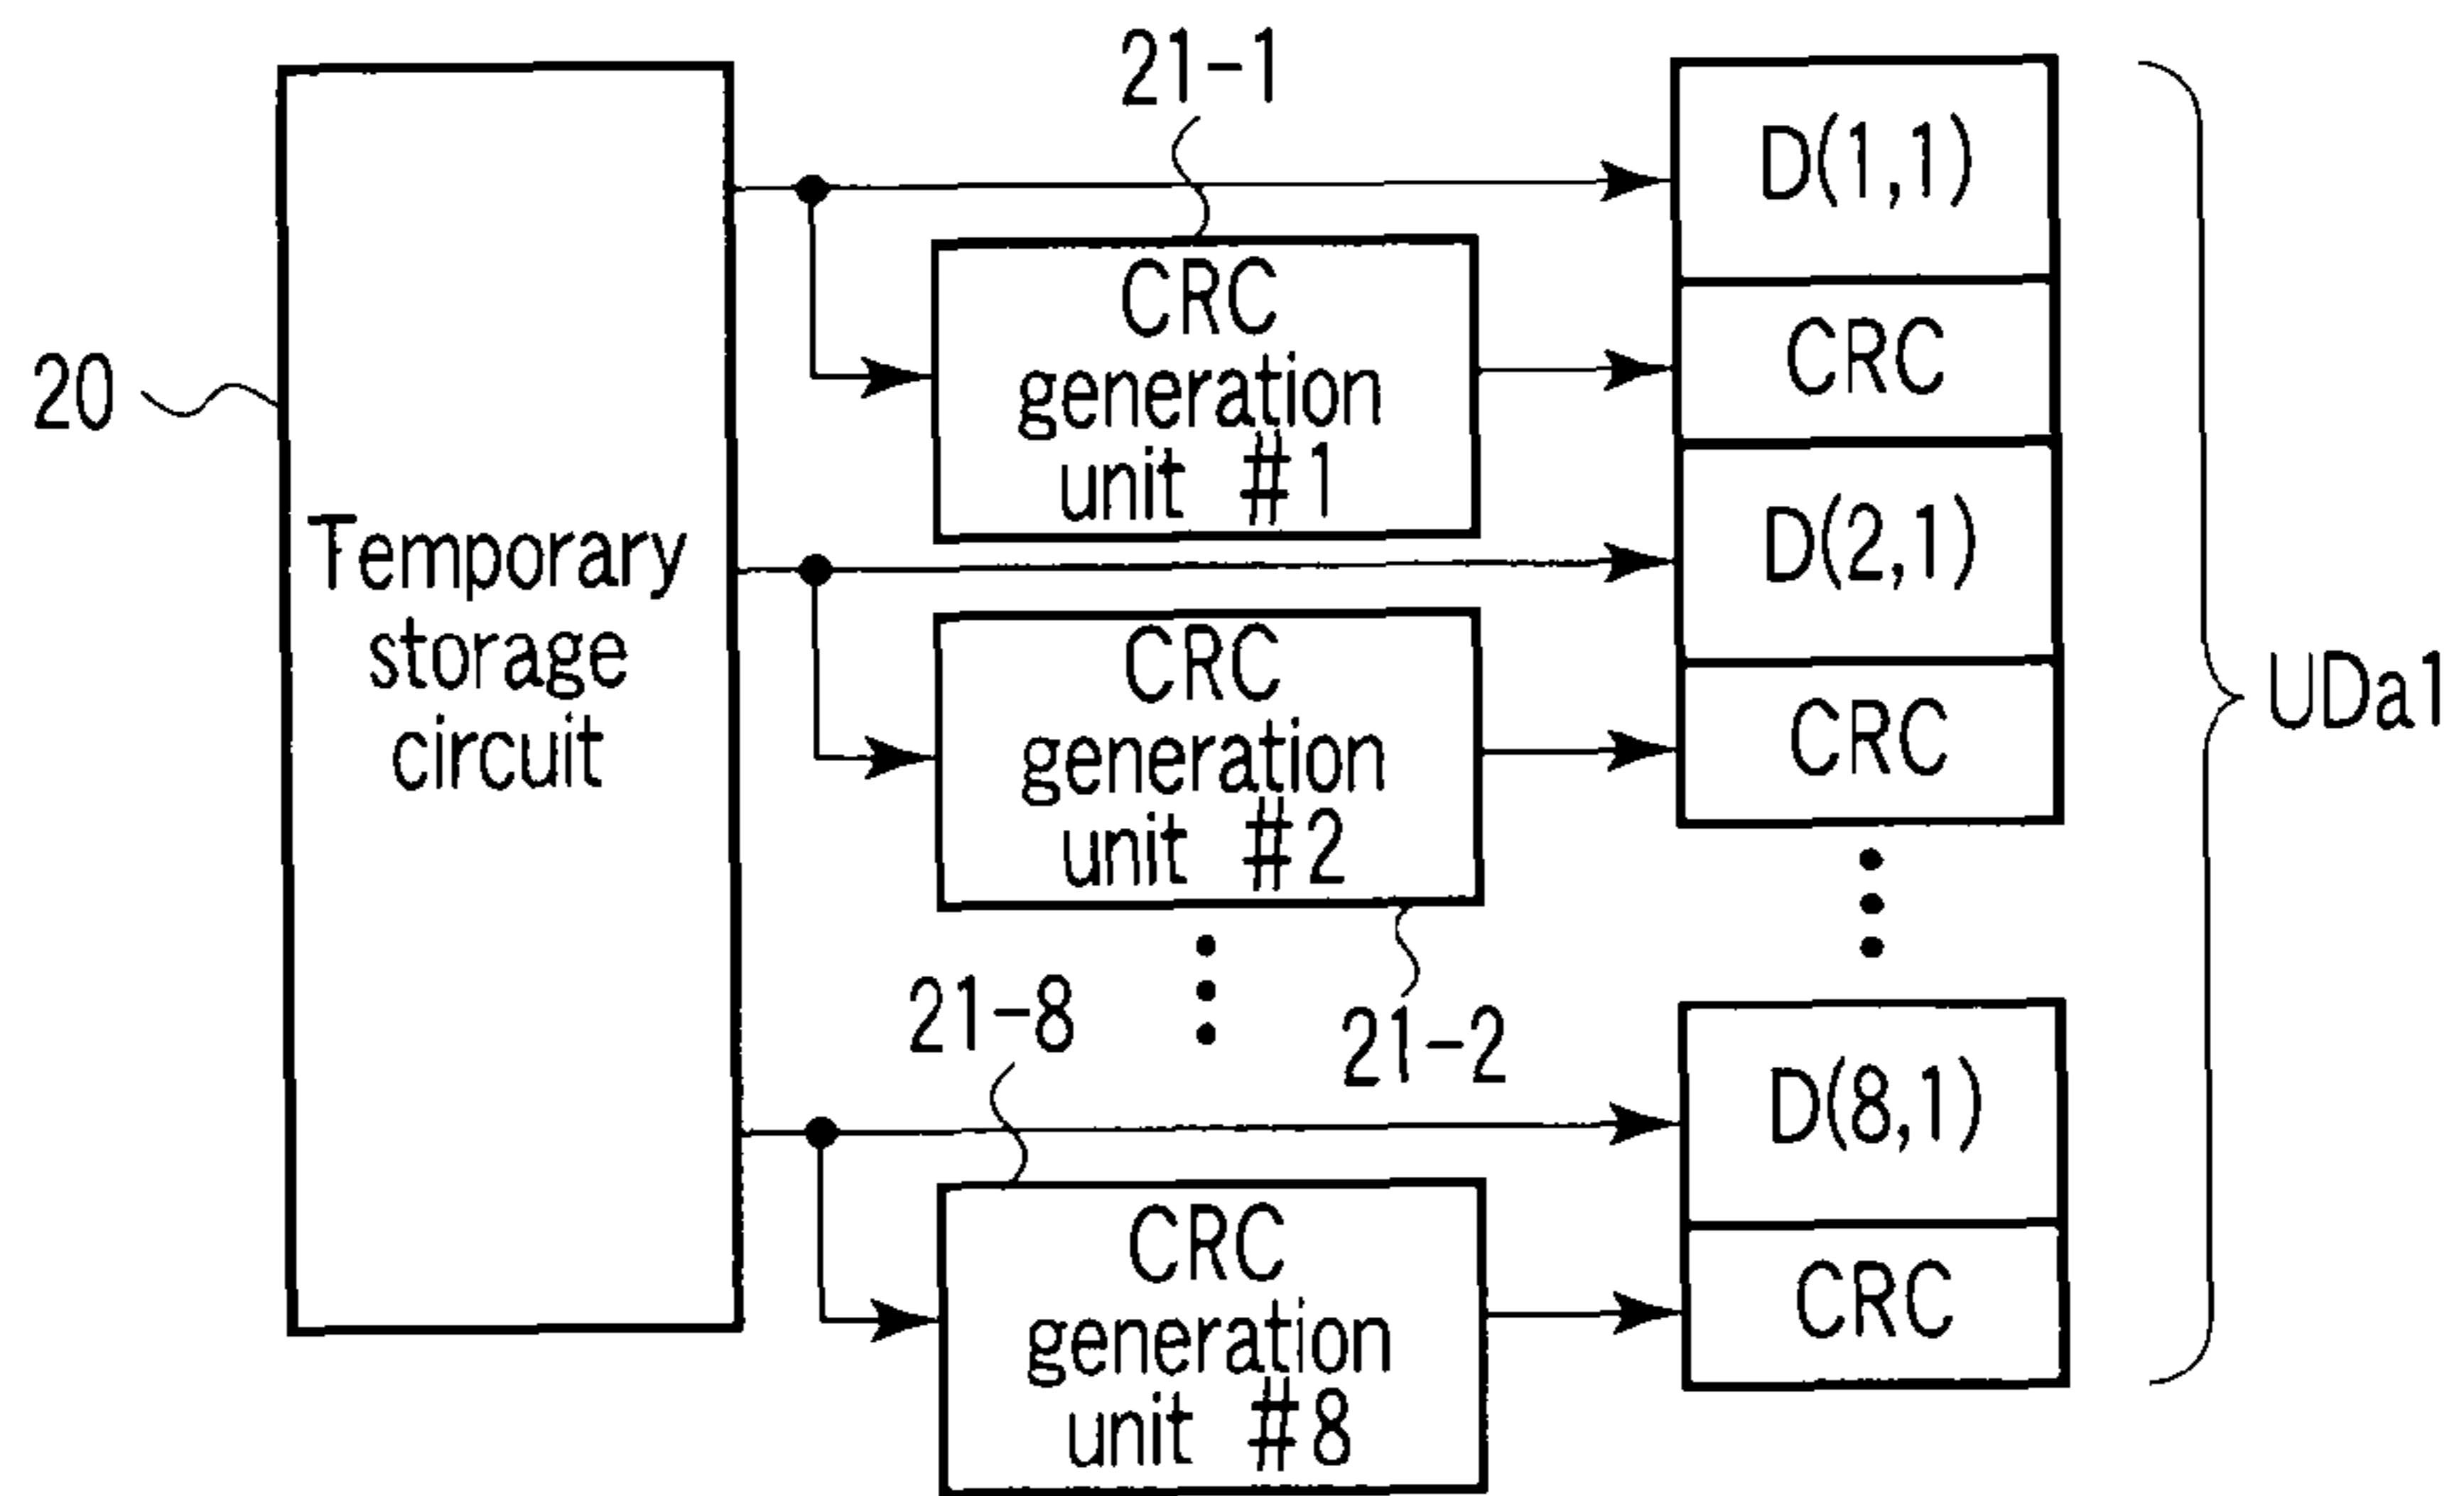 21-1
D(1,1)
CRC
generation
unit #1
CRC
20
Temporary
storage
circuit
D(2,1)
CRC
generation
unit #2
CRC
UDa1
21-8
21-2
D(8,1)
CRC
generation
unit #8
CRC